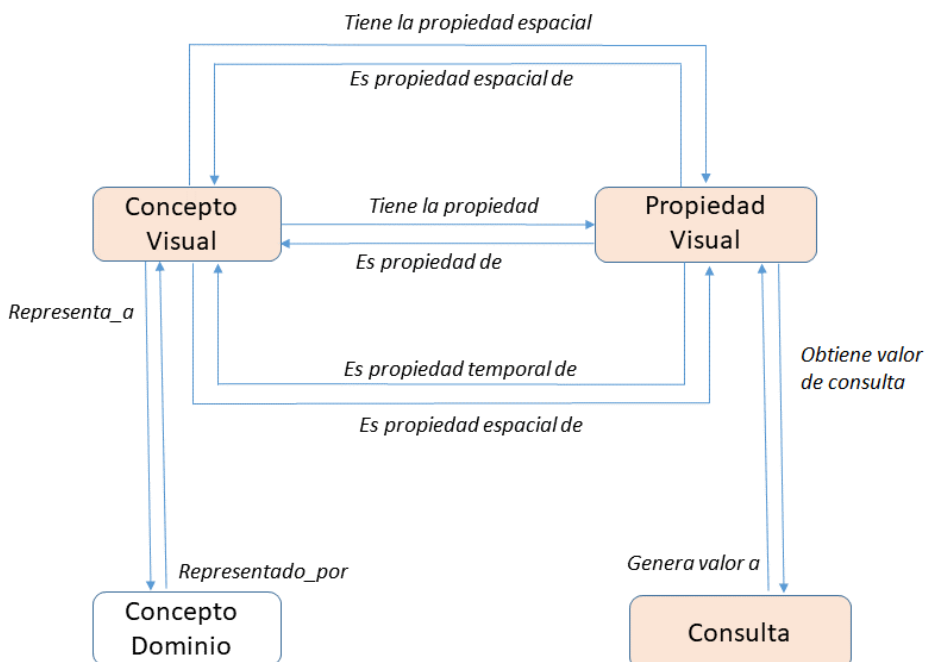 Tiene la propiedad espacial
Es propiedad espacial de
Concepto
Visual
Tiene la propiedad
Es propiedad de
Propiedad
Visual
Representa_a
Es propiedad temporal de
Es propiedad espacial de
Obtiene valor
de consulta
Representado_por
Genera valor a
Concepto
Dominio
Consulta